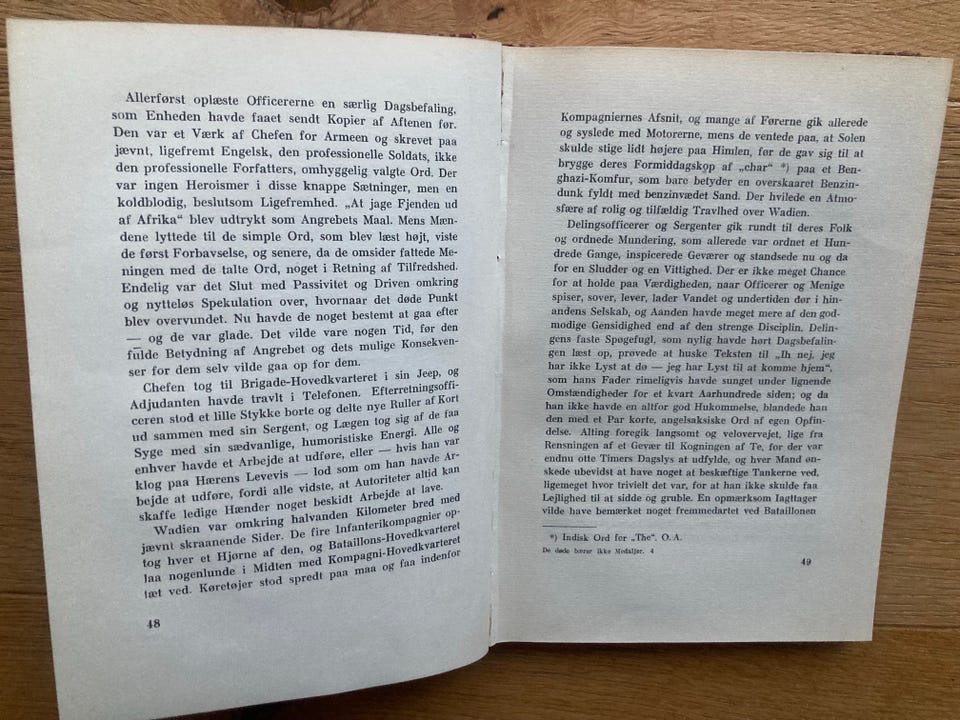 Allerførst oplæste Officererne en særlig Dagsbefaling,
som Enheden havde faaet sendt Kopier af Aftenen før.
Den var et Værk af Chefen for Armeen og skrevet paa
jævnt, ligefremt Engelsk, den professionelle Soldats, ikke
den professionelle Forfatters, omhyggelig valgte Ord. Der
var ingen Heroismer i disse knappe Sætninger, men en
koldblodig, beslutsom Ligefremhed. „At jage Fjenden ud
af Afrika“ blev udtrykt som Angrebets Maal. Mens Mæn-
dene lyttede til de simple Ord, som blev læst højt, viste
de først Forbavselse, og senere, da de omsider fattede Me-
ningen med de talte Ord, noget i Retning af Tilfredshed.
Endelig var det Slut med Passivitet og Driven omkring
og nytteløs Spekulation over, hvornaar det døde Punkt
blev overvundet. Nu havde de noget bestemt at gaa efter
— og de var glade. Det vilde vare nogen Tid, før den
fulde Betydning af Angrebet og dets mulige Konsekven-
ser for dem selv vilde gaa op for dem.
Chefen tog til Brigade-Hovedkvarteret i sin Jeep, og
Adjudanten havde travlt i Telefonen. Efterretningsoffi-
ceren stod et lille Stykke borte og delte nye Ruller af Kort
ud sammen med sin Sergent, og Lægen tog sig af de faa
Syge med sin sædvanlige, humoristiske Energi. Alle og
enhver havde et Arbejde at udføre, eller — hvis han var
klog paa Hærens Levevis — lod som om han havde Ar-
bejde at udføre, fordi alle vidste, at Autoriteter altid kan
skaffe ledige Hænder noget beskidt Arbejde at lave.
Wadien var omkring halvanden Kilometer bred med
jævnt skraanende Sider. De fire Infanterikompagnier op-
tog hver et Hjørne af den, og Bataillons-Hovedkvarteret
laa nogenlunde i Midten med Kompagni-Hovedkvarteret
tæt ved. Køretøjer stod spredt paa maa og faa indenfor
48
Kompagniernes Afsnit, og mange af Førerne gik allerede
og syslede med Motorerne, mens de ventede paa, at Solen
skulde stige lidt højere paa Himlen, før de gav sig til at
brygge deres Formiddagskop af „char“ *) paa et Ben-
ghazi-Komfur, som bare betyder en overskaaret Benzin-
dunk fyldt med benzinvædet Sand. Der hvilede en Atmo-
sfære af rolig og tilfældig Travlhed over Wadien.
Delingsofficerer og Sergenter gik rundt til deres Folk
og ordnede Mundering, som allerede var ordnet et Hun-
drede Gange, inspicerede Geværer og standsede nu og da
for en Sludder og en Vittighed. Der er ikke meget Chance
for at holde paa Værdigheden, naar Officerer og Menige
spiser, sover, lever, lader Vandet og undertiden dør i hin-
andens Selskab, og Aanden havde meget mere af den god-
modige Gensidighed end af den strenge Disciplin. Delin-
gens faste Spøgefugl, som nylig havde hørt Dagsbefalin-
gen læst op, prøvede at huske Teksten til „Ih nej, jeg
har ikke Lyst at dø — jeg har Lyst til at komme hjem“,
som hans Fader rimeligvis havde sunget under lignende
Omstændigheder for et kvart Aarhundrede siden; og da
han ikke havde en altfor god Hukommelse, blandede han
den med et Par korte, angelsaksiske Ord af egen Opfin-
delse. Alting foregik langsomt og velovervejet, lige fra
Rensningen af et Gevær til Kogningen af Te, for der var
endnu otte Timers Dagslys at udfylde, og hver Mand øn-
skede ubevidst at have noget at beskæftige Tankerne ved,
ligemeget hvor trivielt det var, for at han ikke skulde faa
Lejlighed til at sidde og gruble. En opmærksom Iagttager
vilde have bemærket noget fremmedartet ved Bataillonen
*) Indisk Ord for „The“. O. A.
De døde bærer ikke Medaljer. 4
49